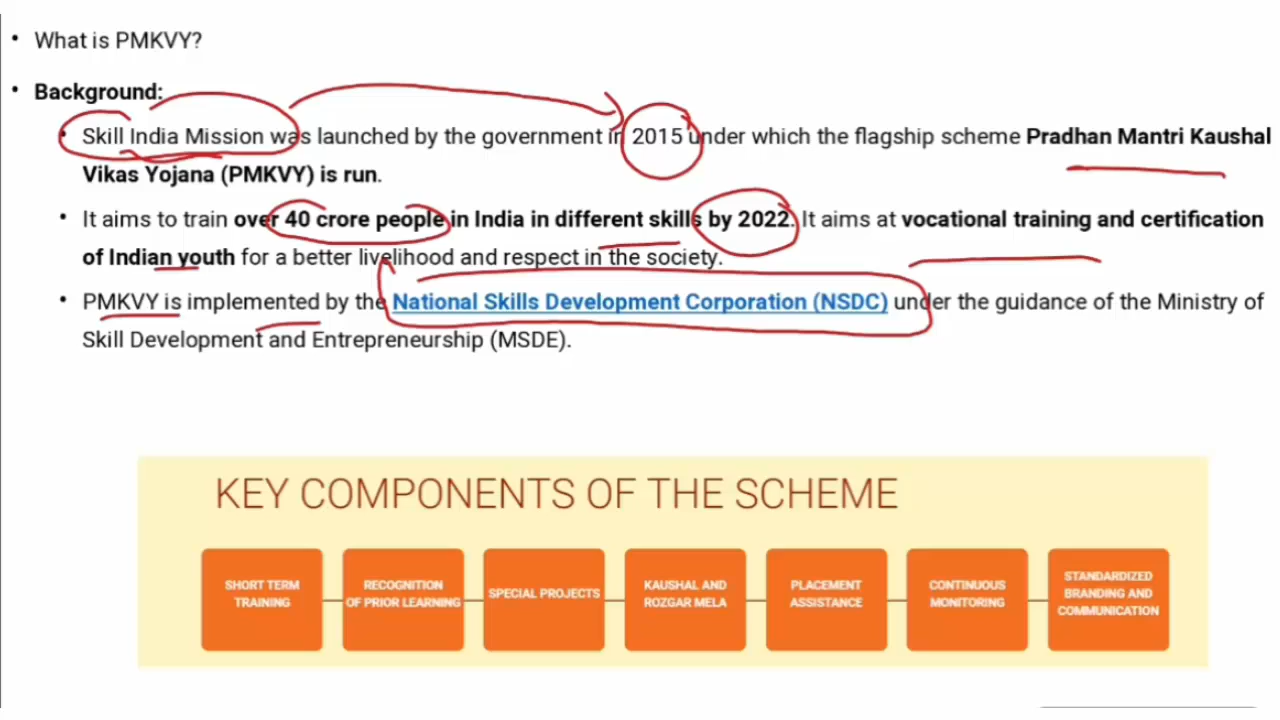 • What is PMKVY?
• Background:
• Skill India Mission was launched by the government in 2015 under which the flagship scheme Pradhan Mantri Kaushal
Vikas Yojana (PMKVY) is run.
• It aims to train over 40 crore people in India in different skills by 2022. It aims at vocational training and certification
of Indian youth for a better livelihood and respect in the society.
• PMKVY is implemented by the National Skills Development Corporation (NSDC) under the guidance of the Ministry of
Skill Development and Entrepreneurship (MSDE).
KEY COMPONENTS OF THE SCHEME
SHORT TERM
TRAINING
RECOGNITION
OF PRIOR LEARNING
SPECIAL PROJECTS
KAUSHAL AND
ROZGAR MELA
PLACEMENT
ASSISTANCE
CONTINUOUS
MONITORING
STANDARDIZED
BRANDING AND
COMMUNICATION